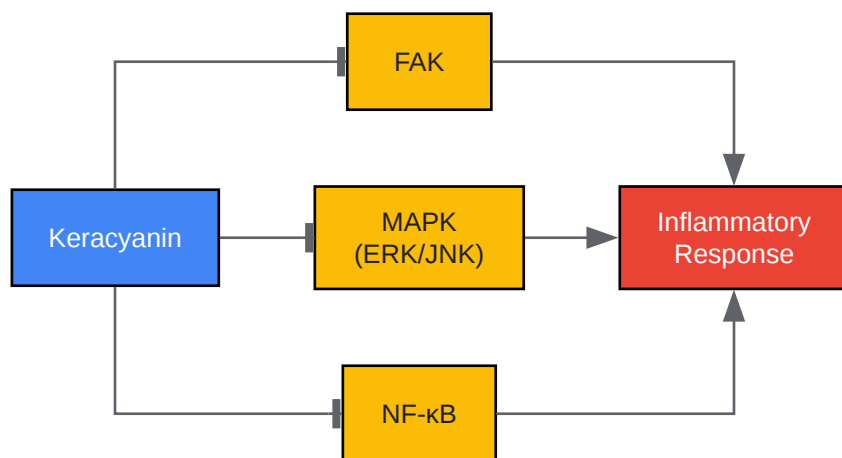 FAK
Keracyanin
MAPK
(ERK/JNK)
Inflammatory
Response
NF-κB